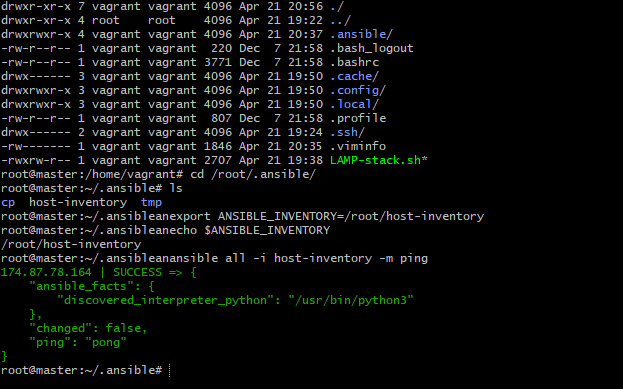 drwxr-xr-x 7 vagrant vagrant 4096 Apr 21 20:56 ./
drwxr-xr-x 4 root    root    4096 Apr 21 19:22 ../
drwxrwxr-x 4 vagrant vagrant 4096 Apr 21 20:37 .ansible/
-rw-r--r-- 1 vagrant vagrant  220 Dec  7 21:58 .bash_logout
-rw-r--r-- 1 vagrant vagrant 3771 Dec  7 21:58 .bashrc
drwx------ 3 vagrant vagrant 4096 Apr 21 19:50 .cache/
drwxrwxr-x 3 vagrant vagrant 4096 Apr 21 19:50 .config/
drwxrwxr-x 3 vagrant vagrant 4096 Apr 21 19:50 .local/
-rw-r--r-- 1 vagrant vagrant  807 Dec  7 21:58 .profile
drwx------ 2 vagrant vagrant 4096 Apr 21 19:24 .ssh/
-rw------- 1 vagrant vagrant 1846 Apr 21 20:35 .viminfo
-rwxrw-r-- 1 vagrant vagrant 2707 Apr 21 19:38 LAMP-stack.sh*
root@master:/home/vagrant# cd /root/.ansible/
root@master:~/.ansible# ls
cp  host-inventory  tmp
root@master:~/.ansibleanexport ANSIBLE_INVENTORY=/root/host-inventory
root@master:~/.ansibleanecho $ANSIBLE_INVENTORY
/root/host-inventory
root@master:~/.ansibleanansible all -i host-inventory -m ping
174.87.78.164 | SUCCESS => {
    "ansible_facts": {
        "discovered_interpreter_python": "/usr/bin/python3"
    },
    "changed": false,
    "ping": "pong"
}
root@master:~/.ansible#